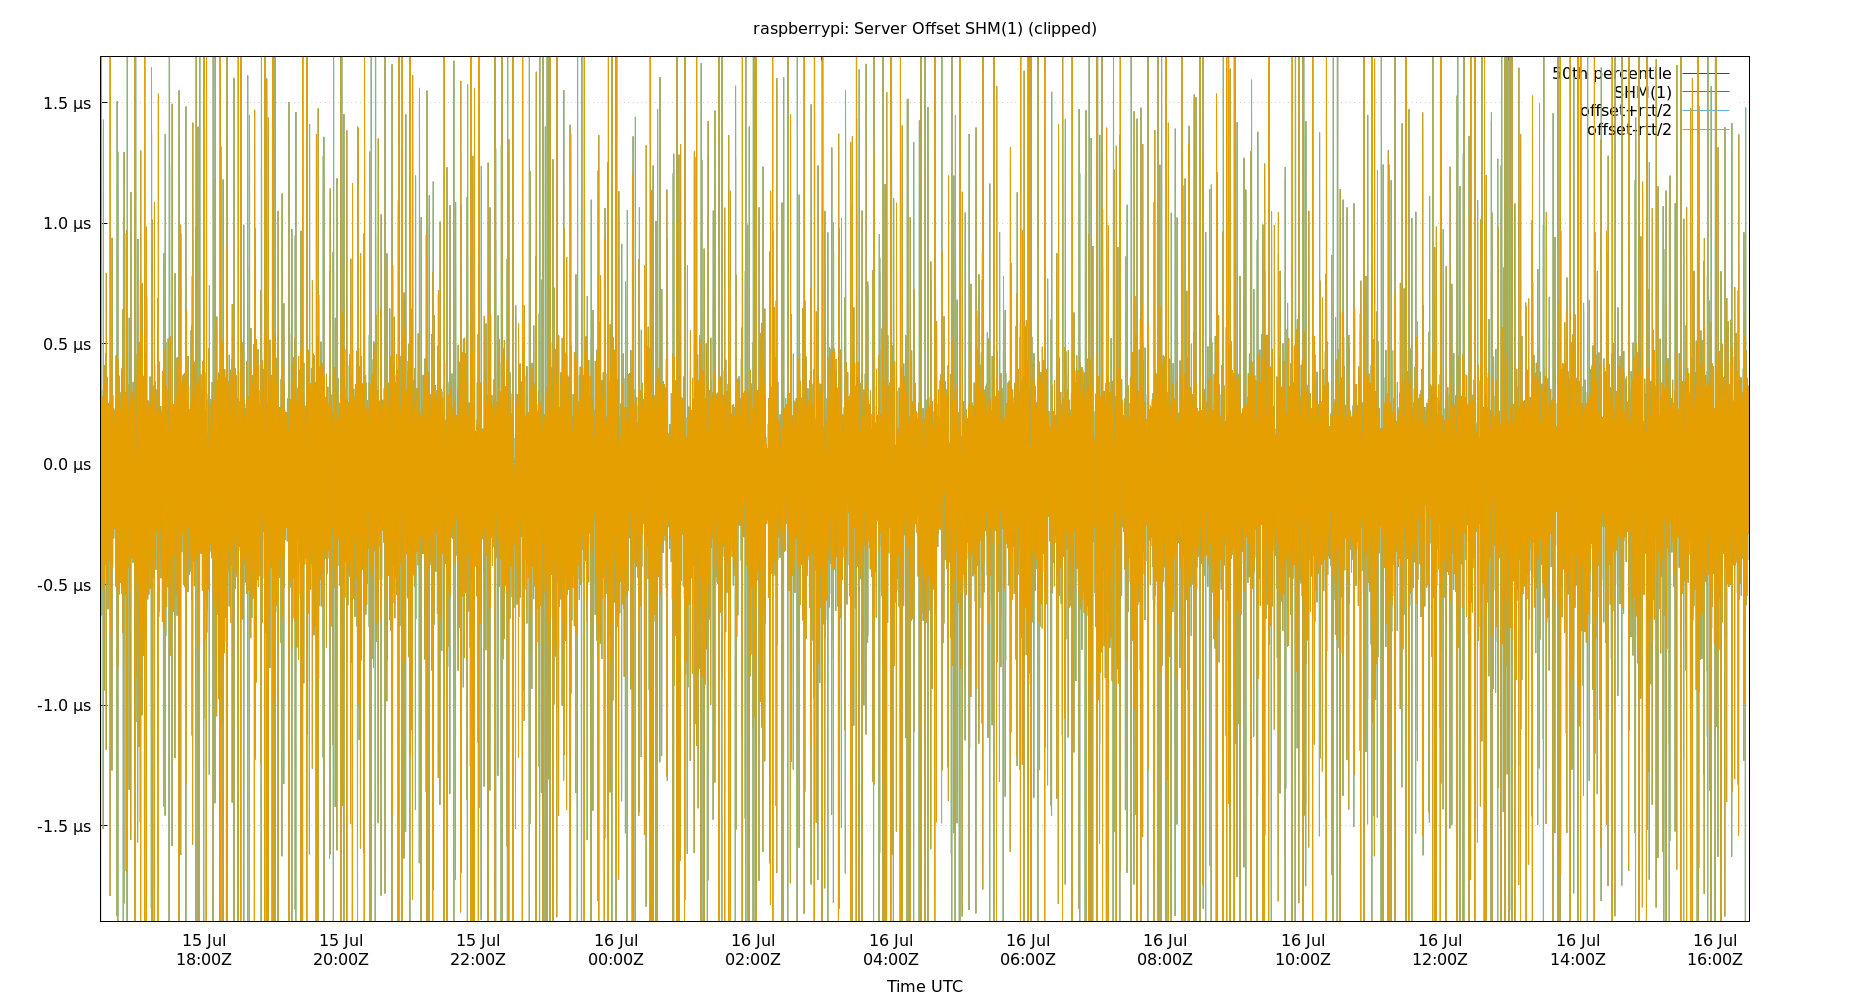 raspberrypi: Server Offset SHM(1) (clipped)
50th percentile
SHM(1)
offset+rtt/2
offset-rtt/2
1.5 µs
1.0 µs
0.5 µs
0.0 µs
-0.5 µs
-1.0 µs
-1.5 µs
15 Jul 15 Jul 15 Jul 16 Jul 16 Jul 16 Jul 16 Jul 16 Jul 16 Jul 16 Jul 16 Jul 16 Jul
18:00Z 20:00Z 22:00Z 00:00Z 02:00Z 04:00Z 06:00Z 08:00Z 10:00Z 12:00Z 14:00Z 16:00Z
Time UTC